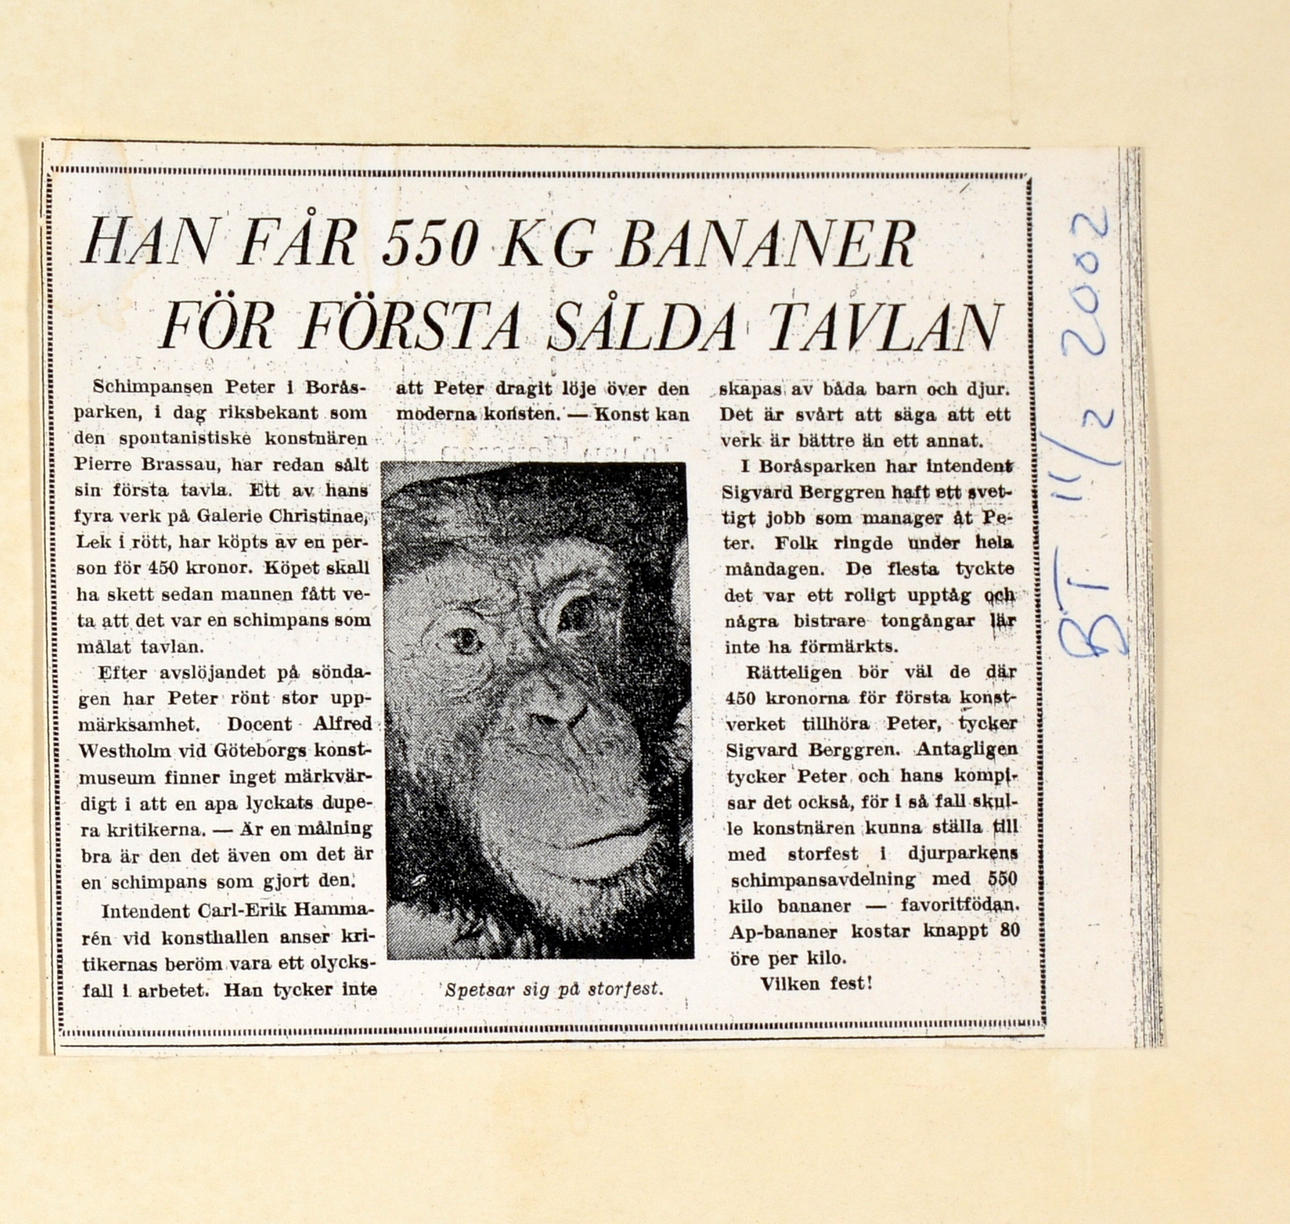 HAN FÅR 550 KG BANANER
FÖR FÖRSTA SÅLDA TAVLAN
Schimpansen Peter i Borås-
parken, i dag riksbekant som
den spontanistiske konstnären
Pierre Brassau, har redan sålt
sin första tavla. Ett av hans
fyra verk på Galerie Christinae,
Lek i rött, har köpts av en per-
son för 450 kronor. Köpet skall
ha skett sedan mannen fått ve-
ta att det var en schimpans som
målat tavlan.
Efter avslöjandet på sönda-
gen har Peter rönt stor upp-
märksamhet. Docent Alfred
Westholm vid Göteborgs konst-
museum finner inget märkvär-
digt i att en apa lyckats dupe-
ra kritikerna. — Är en målning
bra är den det även om det är
en schimpans som gjort den.
Intendent Carl-Erik Hamma-
rén vid konsthallen anser kri-
tikernas beröm vara ett olycks-
fall i arbetet. Han tycker inte
att Peter dragit löje över den
moderna konsten. — Konst kan
Spetsar sig på storfest.
skapas av båda barn och djur.
Det är svårt att säga att ett
verk är bättre än ett annat.
I Boråsparken har intendent
Sigvard Berggren haft ett svet-
tigt jobb som manager åt Pe-
ter. Folk ringde under hela
måndagen. De flesta tyckte
det var ett roligt upptåg och
några bistrare tongångar lär
inte ha förmärkts.
Rätteligen bör väl de där
450 kronorna för första konst-
verket tillhöra Peter, tycker
Sigvard Berggren. Antagligen
tycker Peter och hans kompi-
sar det också, för i så fall skul-
le konstnären kunna ställa till
med storfest i djurparkens
schimpansavdelning med 550
kilo bananer — favoritfödan.
Ap-bananer kostar knappt 80
öre per kilo.
Vilken fest!
BT 11/2 2002